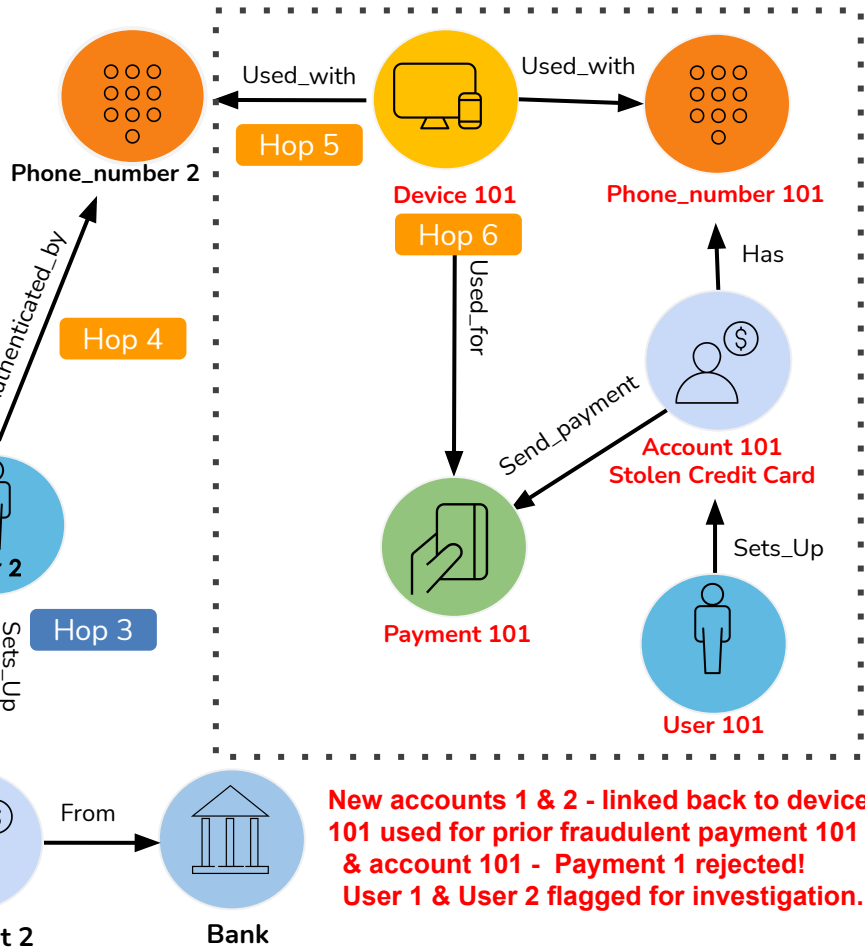 Used_with
Used_with
Hop 5
Phone_number 2
Device 101
Phone_number 101
Hop 6
Has
Used_for
Hop 4
Send_payment
Account 101
Stolen Credit Card
Sets_Up
2
Hop 3
Sets_Up
Payment 101
User 101
From
New accounts 1 & 2 - linked back to device
101 used for prior fraudulent payment 101
& account 101 - Payment 1 rejected!
User 1 & User 2 flagged for investigation.
2
Bank